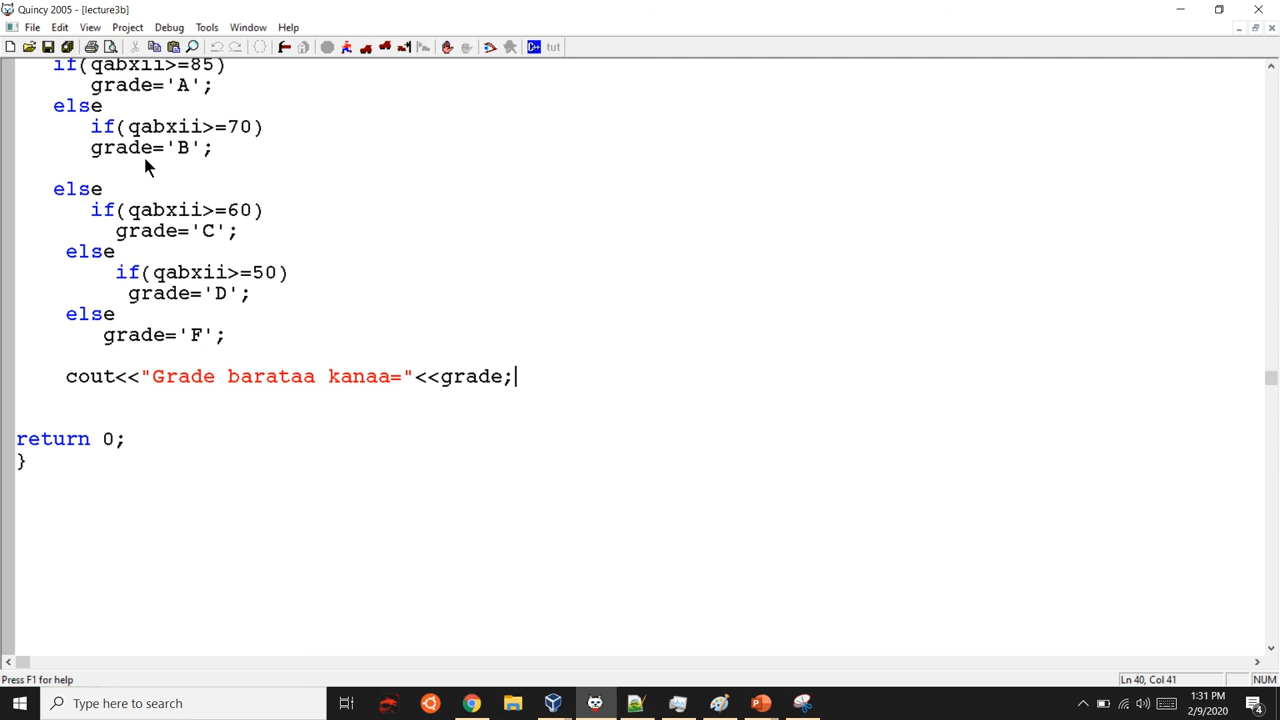 Quincy 2005 - [lecture3b]
File Edit View Project Debug Tools Window Help
C++ tut
if(qabxii>=85)
grade='A';
else
if(qabxii>=70)
grade='B';
else
if(qabxii>=60)
grade='C';
else
if(qabxii>=50)
grade='D';
else
grade='F';
cout<<"Grade barataa kanaa="<<grade;
return 0;
}
Press F1 for help
Ln 40, Col 41
NUM
Type here to search
1:31 PM
2/9/2020
4